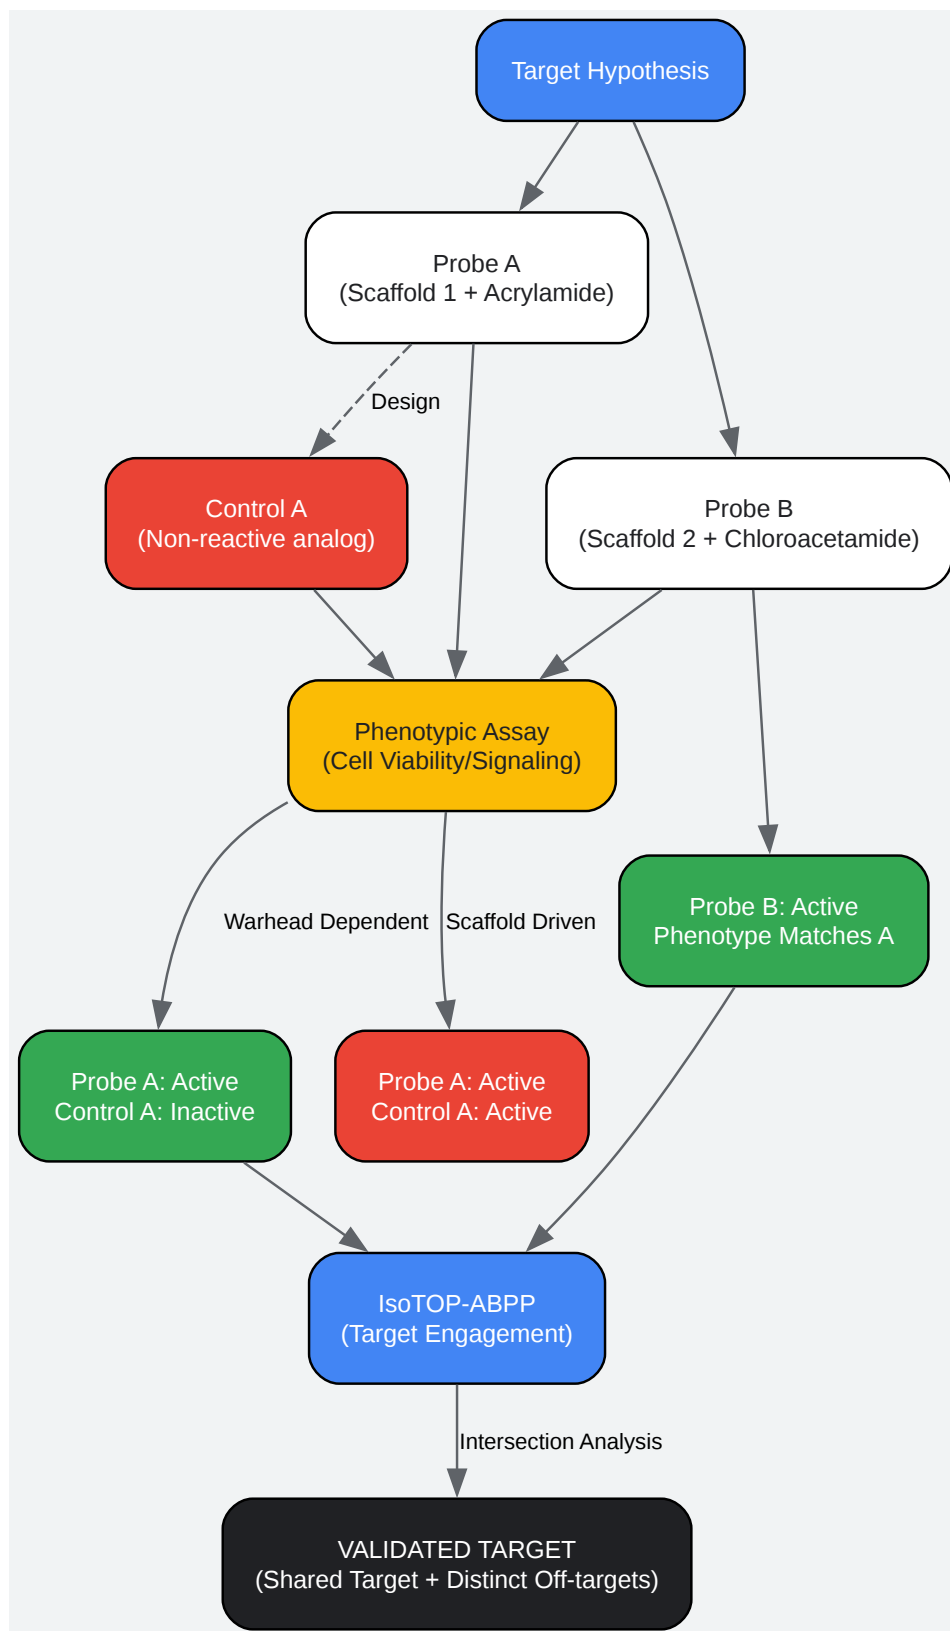 Target Hypothesis
Probe A
(Scaffold 1 + Acrylamide)
Design
Control A
(Non-reactive analog)
Probe B
(Scaffold 2 + Chloroacetamide)
Phenotypic Assay
(Cell Viability/Signaling)
Warhead Dependent
Scaffold Driven
Probe B: Active
Phenotype Matches A
Probe A: Active
Control A: Inactive
Probe A: Active
Control A: Active
IsoTOP-ABPP
(Target Engagement)
Intersection Analysis
VALIDATED TARGET
(Shared Target + Distinct Off-targets)